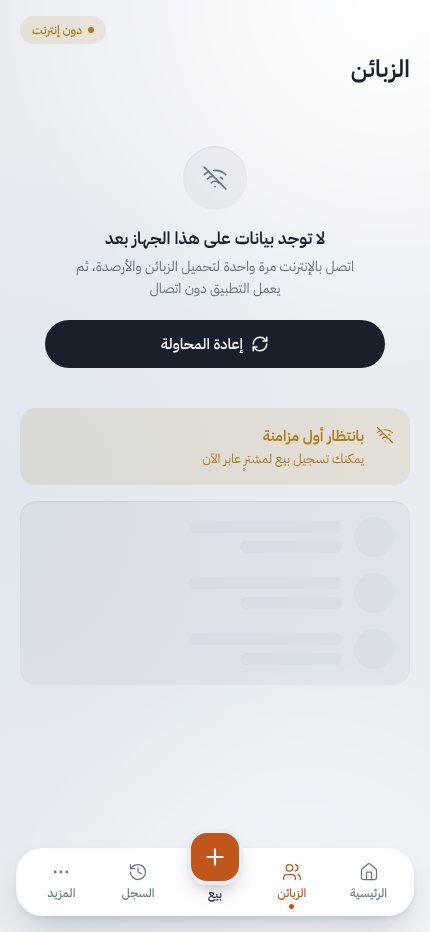 دون إنترنت
الزبائن
لا توجد بيانات على هذا الجهاز بعد
اتصل بالإنترنت مرة واحدة لتحميل الزبائن والأرصدة، ثم
يعمل التطبيق دون اتصال
إعادة المحاولة
بانتظار أول مزامنة
يمكنك تسجيل بيع لمشترٍ عابر الآن
الرئيسية
الزبائن
بيع
السجل
المزيد